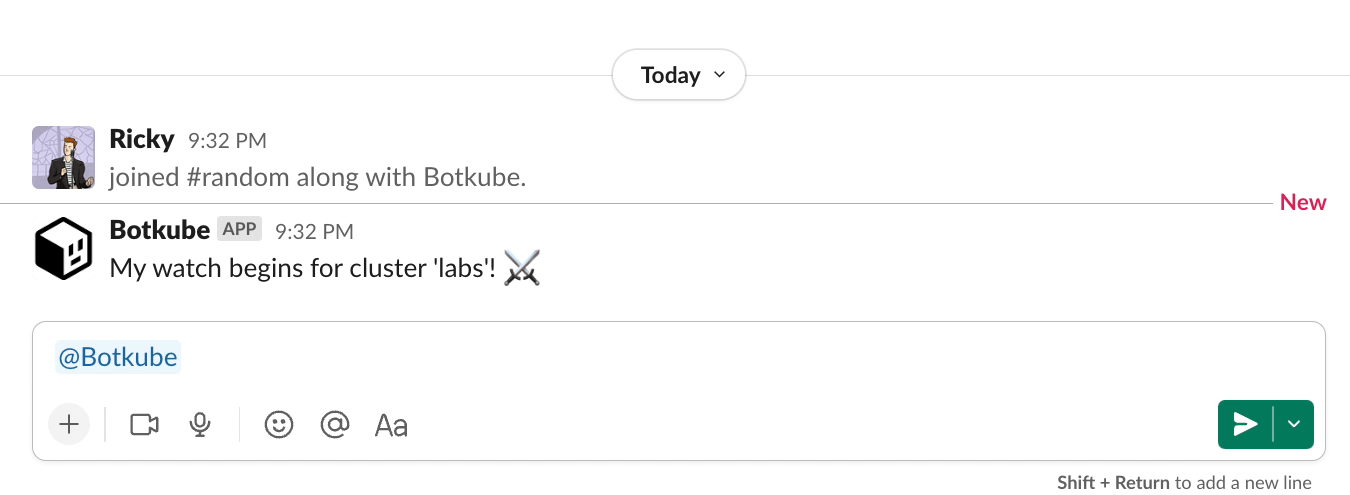 Today
Ricky 9:32 PM
joined #random along with Botkube.
New
Botkube APP 9:32 PM
My watch begins for cluster 'labs'!
@Botkube
Aa
Shift + Return to add a new line